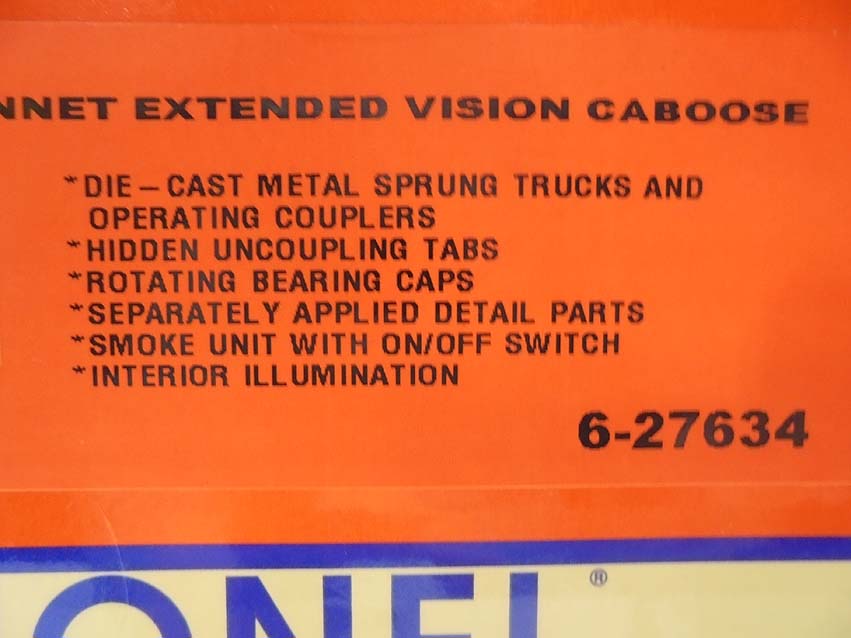 NNET EXTENDED VISION CABOOSE
*DIE-CAST METAL SPRUNG TRUCKS AND
OPERATING COUPLERS
*HIDDEN UNCOUPLING TABS
*ROTATING BEARING CAPS
*SEPARATELY APPLIED DETAIL PARTS
*SMOKE UNIT WITH ON/OFF SWITCH
*INTERIOR ILLUMINATION
6-27634
ONEL®